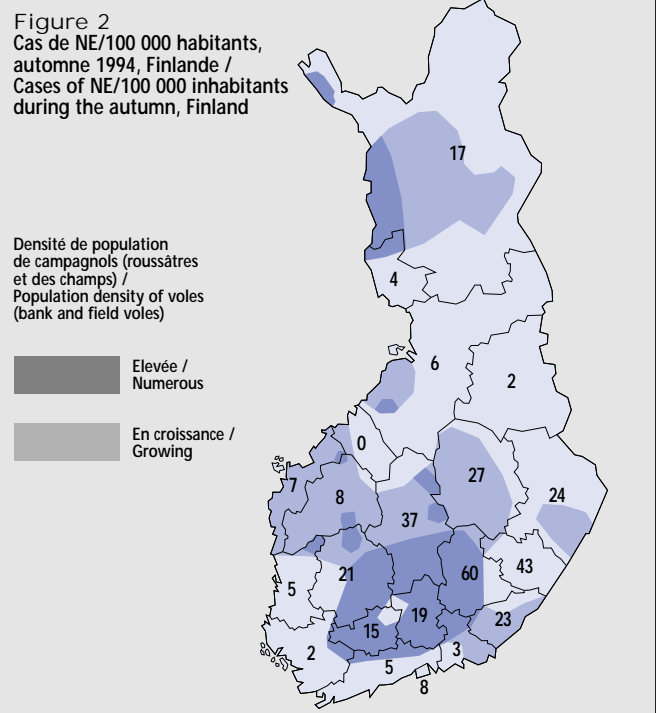 Figure 2
Cas de NE/100 000 habitants,
automne 1994, Finlande /
Cases of NE/100 000 inhabitants
during the autumn, Finland
17
Densité de population
de campagnols (roussâtres
et des champs) /
Population density of voles
(bank and field voles)
4
Elevée /
Numerous
6
2
En croissance /
Growing
0
27
7
8
24
37
43
21
60
5
19
23
15
2
3
5
8